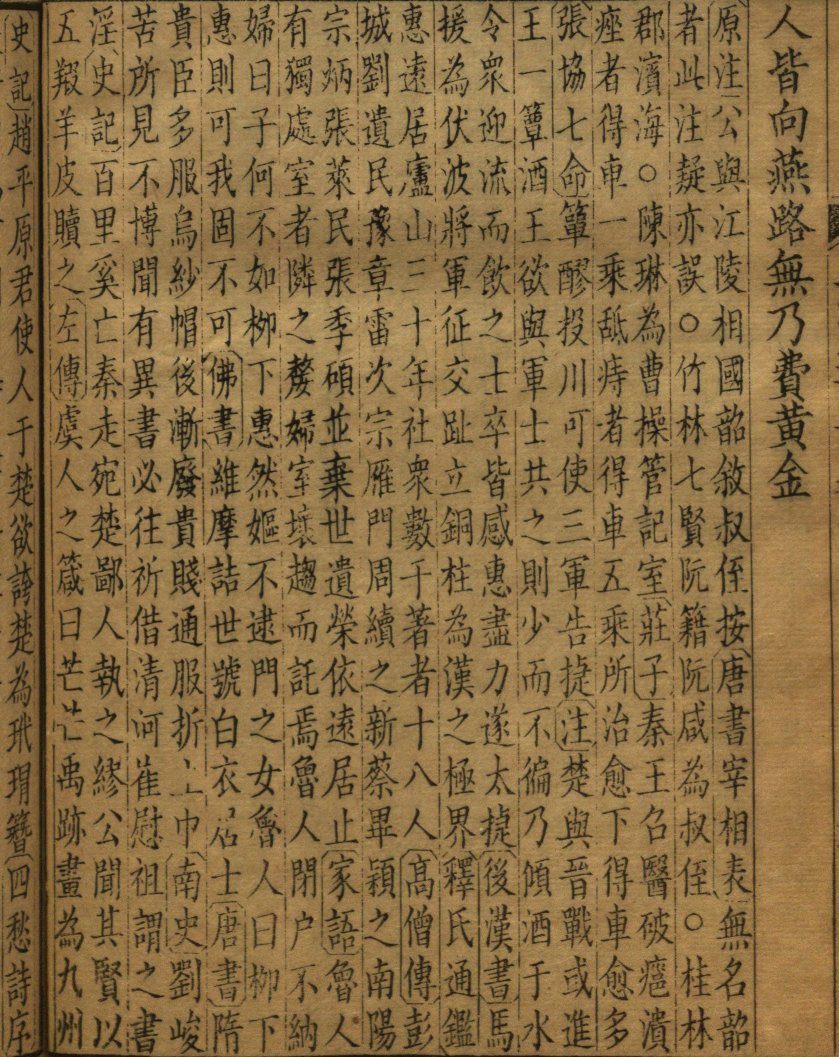 人皆向燕路無乃費黃金
原注公與江陵相國韶敘叔侄按唐書宰相表無名韶
者此注疑亦誤○竹林七賢阮籍阮咸為叔侄○桂林
郡濱海○陳琳為曹操管記室莊子秦王召醫破癰潰
痤者得車一乘舐痔者得車五乘所治愈下得車愈多
張協七命簞醪投川可使三軍告捷注楚與晉戰或進
王一簞酒王欲與軍士共之則少而不徧乃傾酒于水
令眾迎流而飲之士卒皆感惠盡力遂太捷後漢書馬
援為伏波將軍征交趾立銅柱為漢之極界釋氏通鑑
惠遠居廬山三十年社眾數千著者十八人高僧傳彭
城劉遺民豫章雷次宗雁門周續之新蔡畢穎之南陽
宗炳張萊民張季碩並棄世遺榮依遠居止家語魯人
有獨處室者隣之嫠婦室壞趨而託焉魯人閉户不納
婦曰子何不如柳下惠然嫗不逮門之女魯人曰柳下
惠則可我固不可佛書維摩詰世號白衣居士唐書隋
貴臣多服烏紗帽後漸廢貴賤通服折上巾南史劉峻
苦所見不博聞有異書必往祈借清河崔慰祖謂之書
淫史記百里奚亡秦走宛楚鄙人執之繆公聞其賢以
五羖羊皮贖之左傳虞人之箴曰芒芒禹跡畫為九州
史記趙平原君使人于楚欲誇楚為玳瑁簪四愁詩序